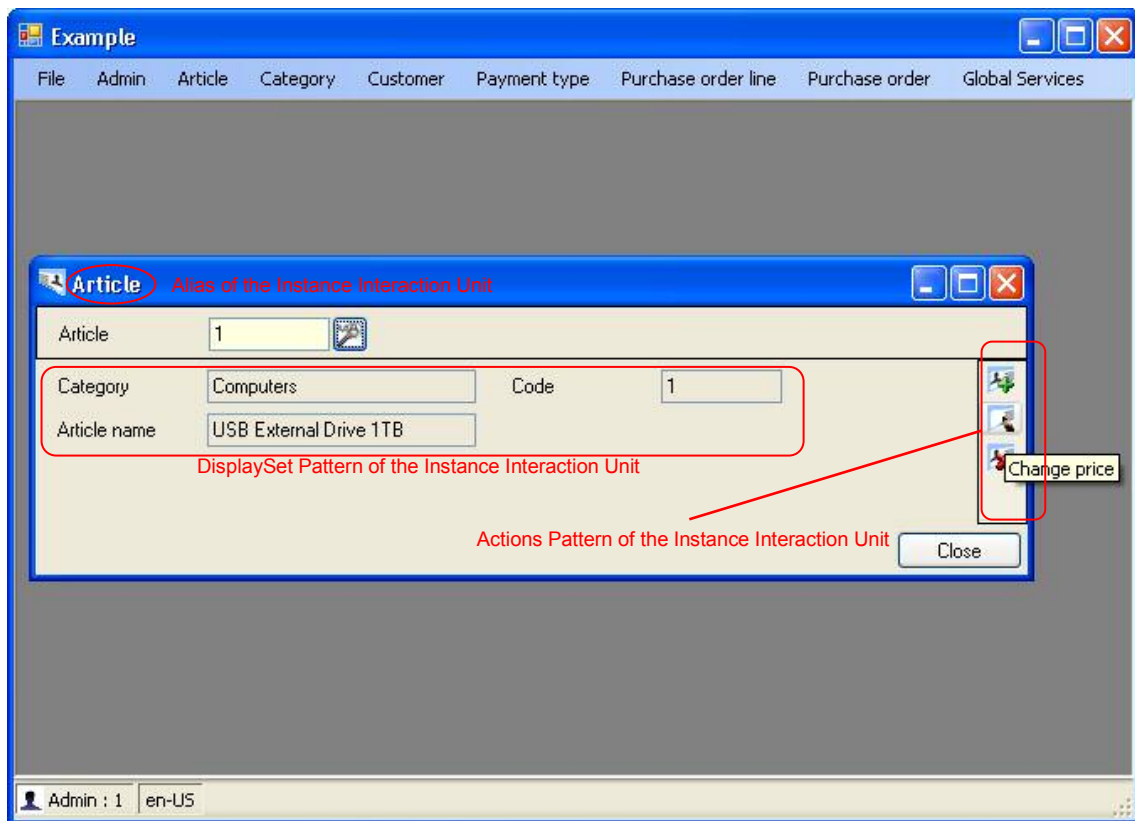 Example
File Admin Article Category Customer Payment type Purchase order line Purchase order Global Services
Article Alias of the Instance Interaction Unit
Article 1
Category Computers Code 1
Article name USB External Drive 1TB
DisplaySet Pattern of the Instance Interaction Unit
Change price
Actions Pattern of the Instance Interaction Unit
Close
Admin : 1 en-US